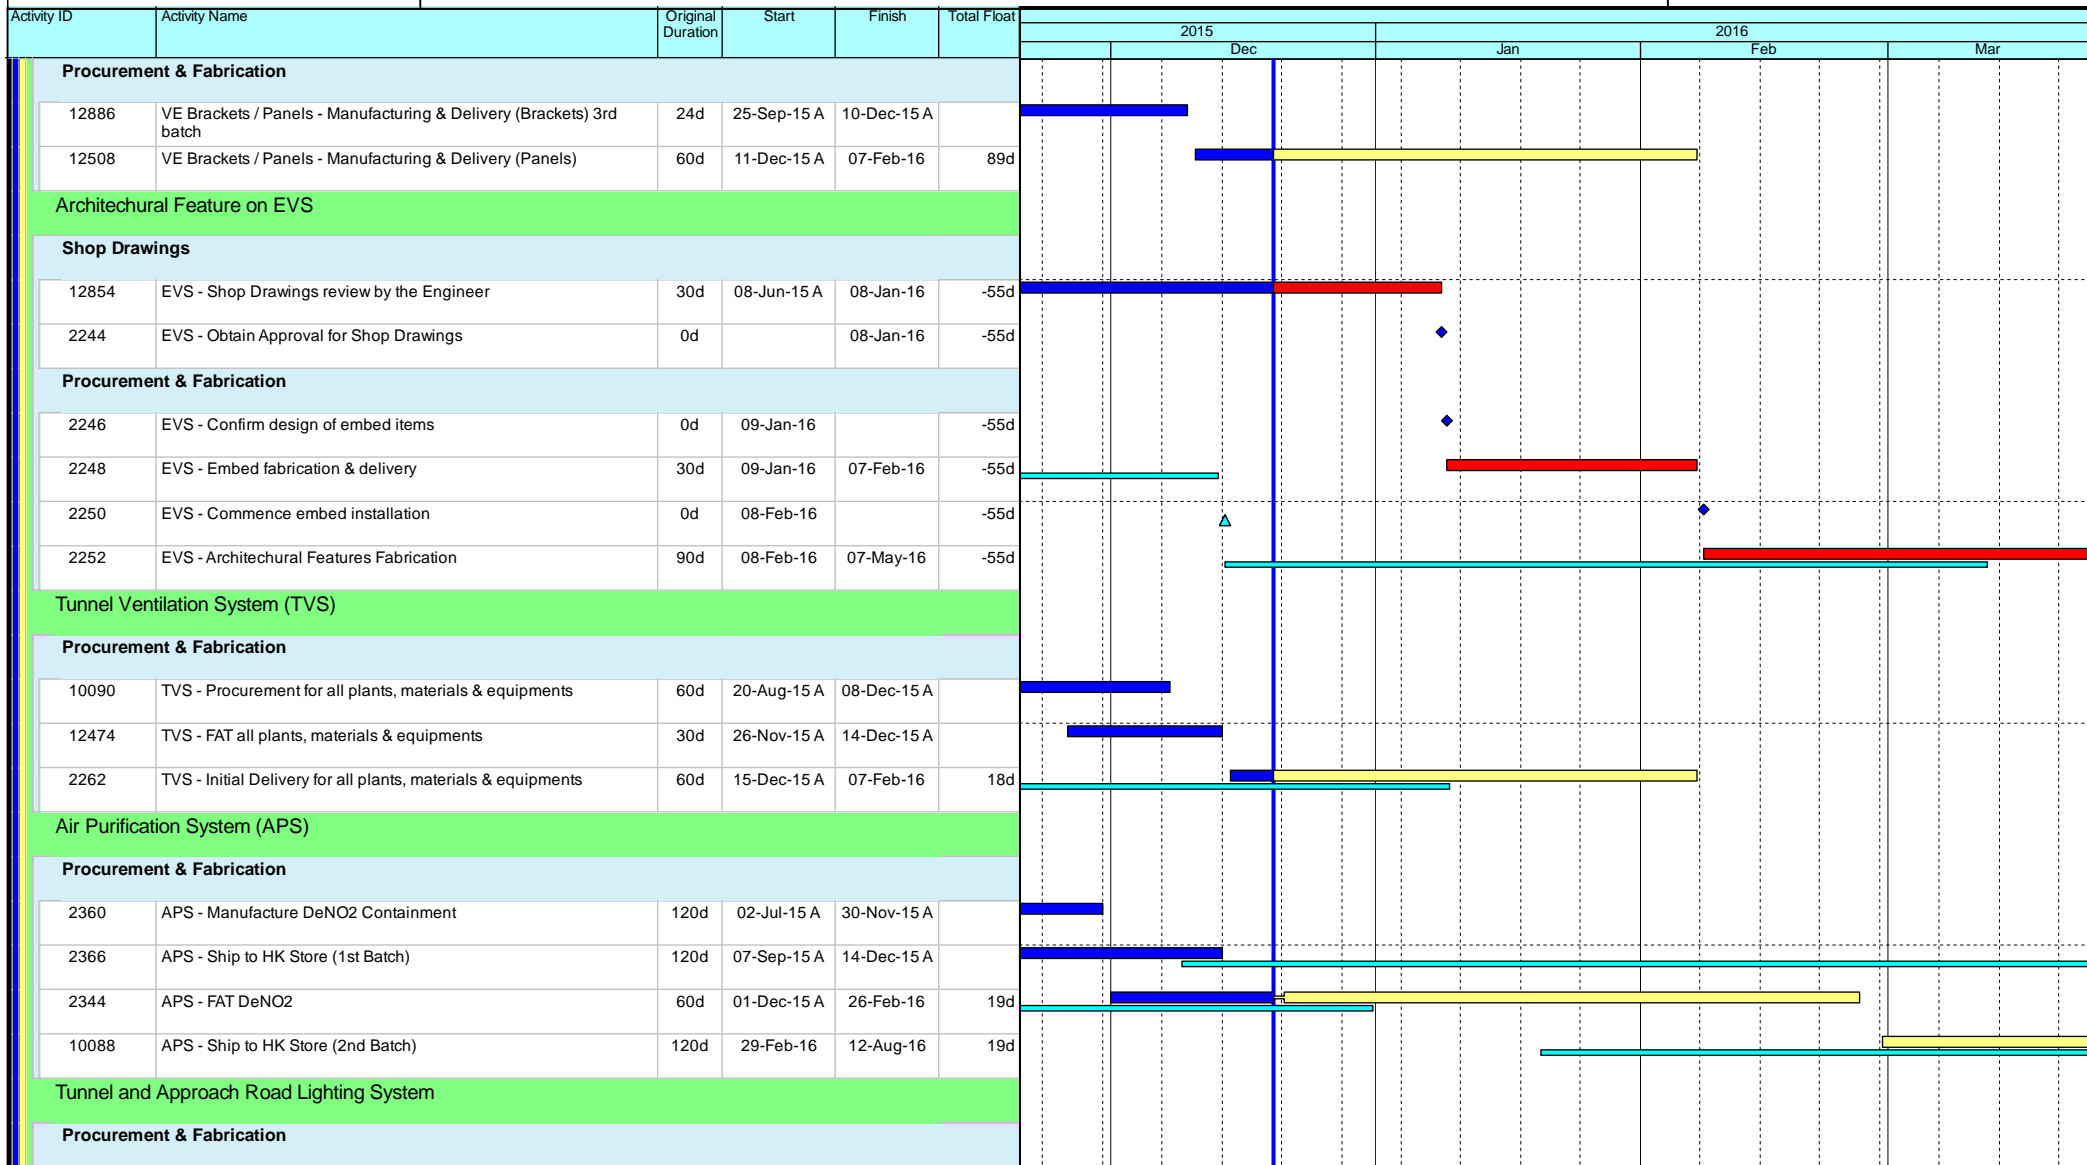 Activity ID Activity Name Original Duration Start Finish Total Float
2015 2016
Dec Jan Feb Mar
Procurement & Fabrication
12886 VE Brackets / Panels - Manufacturing & Delivery (Brackets) 3rd batch 24d 25-Sep-15 A 10-Dec-15 A
12508 VE Brackets / Panels - Manufacturing & Delivery (Panels) 60d 11-Dec-15 A 07-Feb-16 89d
Architechural Feature on EVS
Shop Drawings
12854 EVS - Shop Drawings review by the Engineer 30d 08-Jun-15 A 08-Jan-16 -55d
2244 EVS - Obtain Approval for Shop Drawings 0d 08-Jan-16 -55d
Procurement & Fabrication
2246 EVS - Confirm design of embed items 0d 09-Jan-16 -55d
2248 EVS - Embed fabrication & delivery 30d 09-Jan-16 07-Feb-16 -55d
2250 EVS - Commence embed installation 0d 08-Feb-16 -55d
2252 EVS - Architechural Features Fabrication 90d 08-Feb-16 07-May-16 -55d
Tunnel Ventilation System (TVS)
Procurement & Fabrication
10090 TVS - Procurement for all plants, materials & equipments 60d 20-Aug-15 A 08-Dec-15 A
12474 TVS - FAT all plants, materials & equipments 30d 26-Nov-15 A 14-Dec-15 A
2262 TVS - Initial Delivery for all plants, materials & equipments 60d 15-Dec-15 A 07-Feb-16 18d
Air Purification System (APS)
Procurement & Fabrication
2360 APS - Manufacture DeNO2 Containment 120d 02-Jul-15 A 30-Nov-15 A
2366 APS - Ship to HK Store (1st Batch) 120d 07-Sep-15 A 14-Dec-15 A
2344 APS - FAT DeNO2 60d 01-Dec-15 A 26-Feb-16 19d
10088 APS - Ship to HK Store (2nd Batch) 120d 29-Feb-16 12-Aug-16 19d
Tunnel and Approach Road Lighting System
Procurement & Fabrication